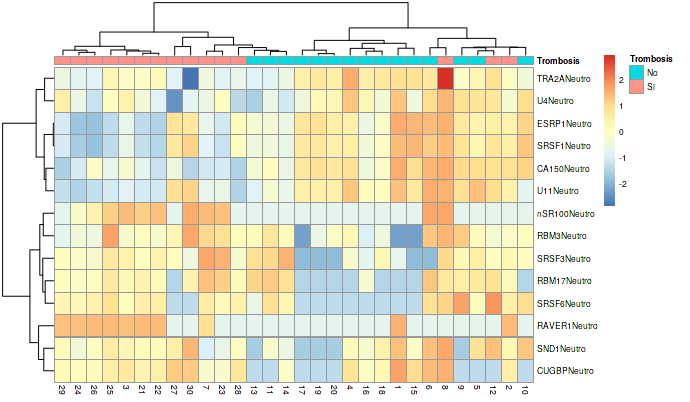 Trombosis
TRA2ANeutro
U4Neutro
ESRP1Neutro
SRSF1Neutro
CA150Neutro
U11Neutro
nSR100Neutro
RBM3Neutro
SRSF3Neutro
RBM17Neutro
SRSF6Neutro
RAVER1Neutro
SND1Neutro
CUGBPNeutro
29 24 26 25 3 21 22 27 30 7 23 28 13 11 14 17 19 20 4 16 18 1 15 6 8 9 5 12 2 10
2
1
0
-1
-2
Trombosis
No
Si